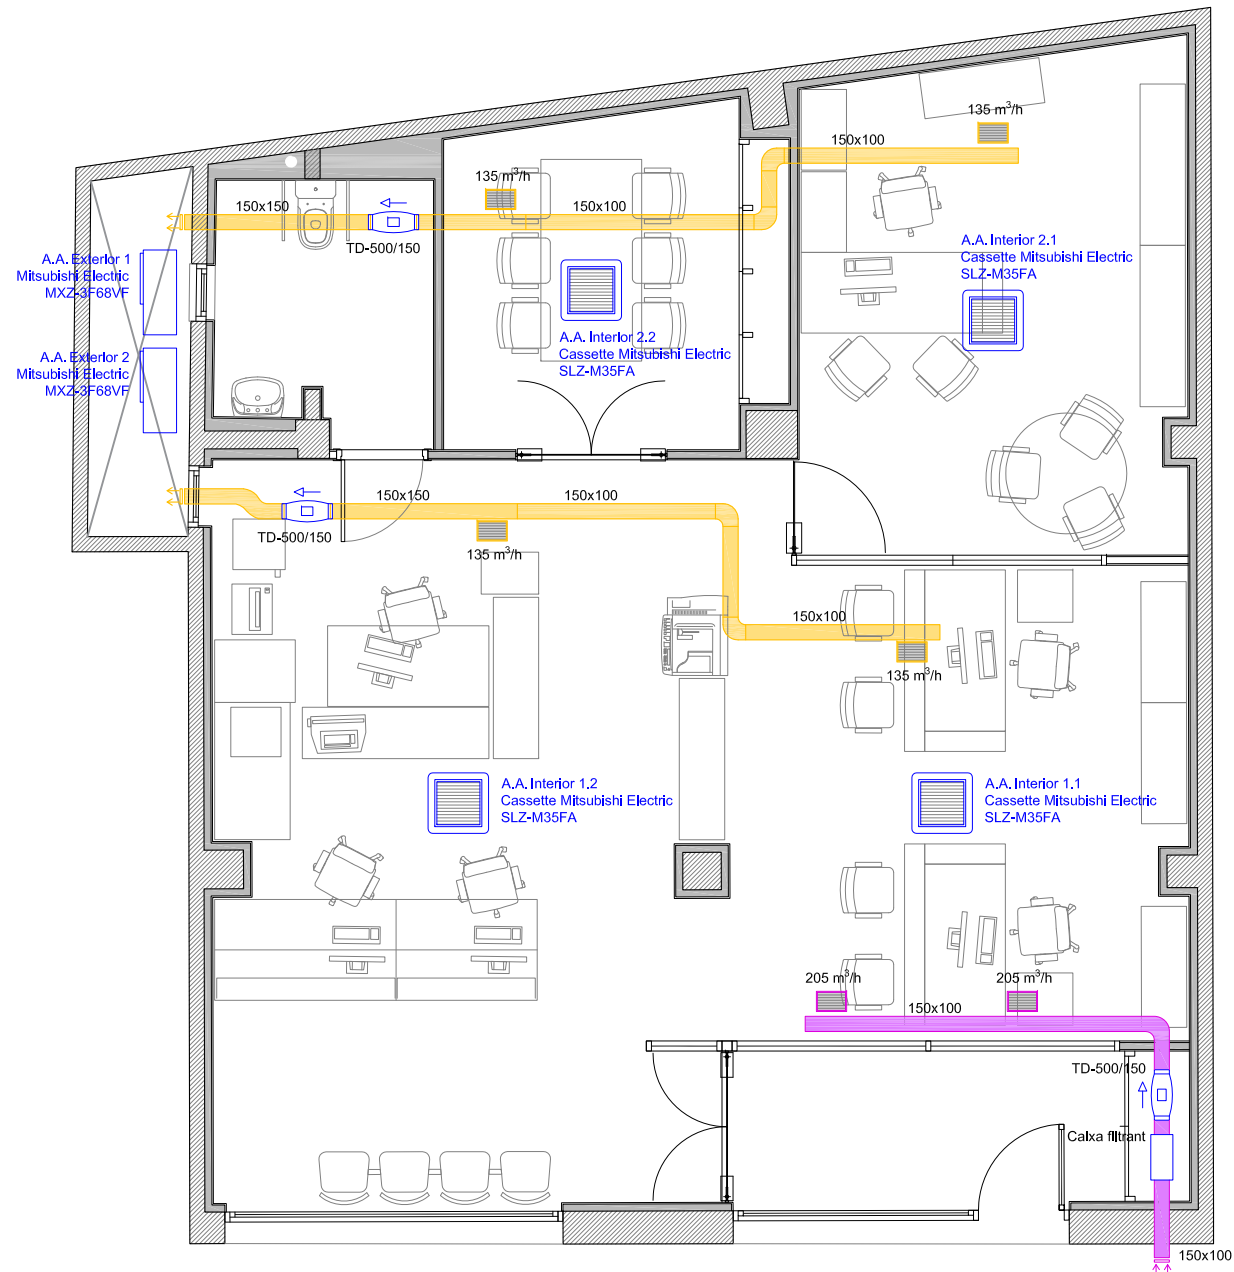 135 m³/h
150x100
135 m³/h
150x150
150x100
TD-500/150
A.A. Interior 2.1
Cassette Mitsubishi Electric
SLZ-M35FA
A.A. Exterior 1
Mitsubishi Electric
MXZ-3F68VF
A.A. Interior 2.2
Cassette Mitsubishi Electric
SLZ-M35FA
A.A. Exterior 2
Mitsubishi Electric
MXZ-3F68VF
150x150
150x100
TD-500/150
135 m³/h
150x100
135 m³/h
A.A. Interior 1.2
Cassette Mitsubishi Electric
SLZ-M35FA
A.A. Interior 1.1
Cassette Mitsubishi Electric
SLZ-M35FA
205 m³/h
205 m³/h
150x100
TD-500/150
Caixa filtrant
150x100